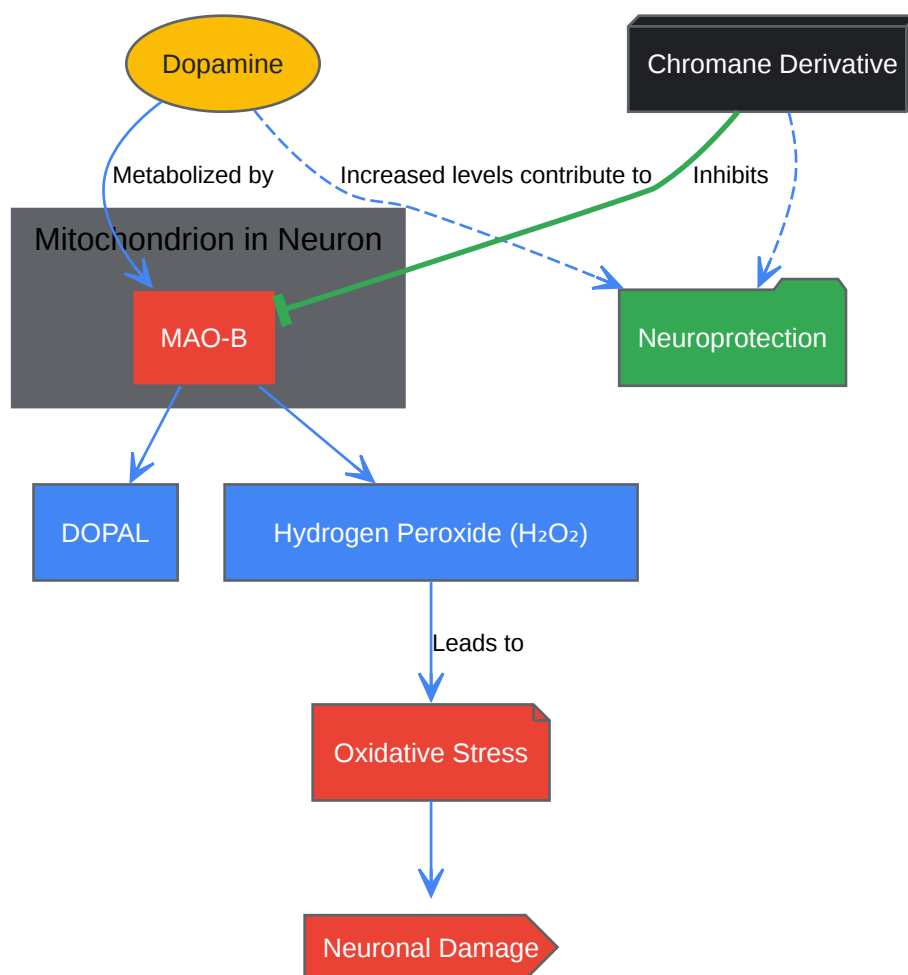 Dopamine
Chromane Derivative
Metabolized by
Increased levels contribute to
Inhibits
Mitochondrion in Neuron
MAO-B
Neuroprotection
DOPAL
Hydrogen Peroxide (H₂O₂)
Leads to
Oxidative Stress
Neuronal Damage